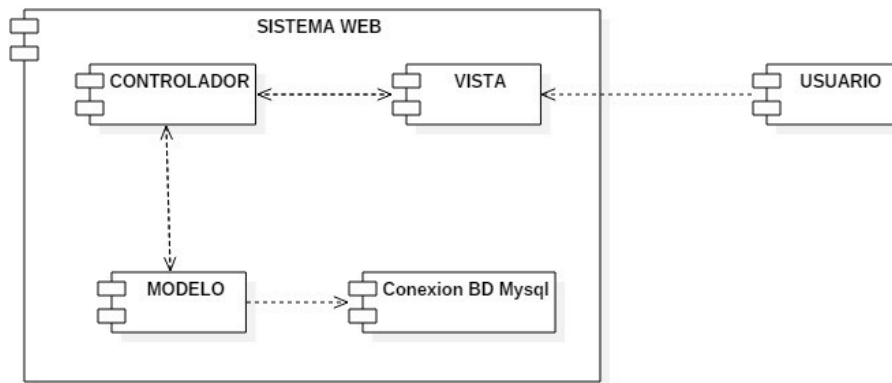 SISTEMA WEB
CONTROLADOR
VISTA
USUARIO
MODELO
Conexion BD Mysql